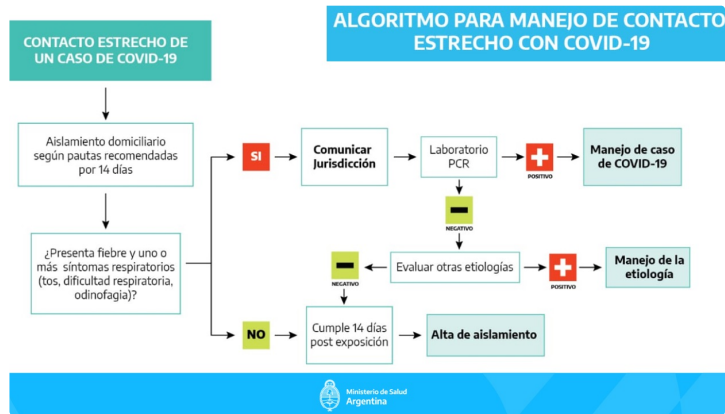 ALGORITMO PARA MANEJO DE CONTACTO
ESTRECHO CON COVID-19
CONTACTO ESTRECHO DE
UN CASO DE COVID-19
Aislamiento domiciliario
según pautas recomendadas
por 14 días
¿Presenta fiebre y uno o
más síntomas respiratorios
(tos, dificultad respiratoria,
odinofagia)?
SI
Comunicar
Jurisdicción
Laboratorio
PCR
POSITIVO
Manejo de caso
de COVID-19
NEGATIVO
Evaluar otras etiologías
POSITIVO
Manejo de la
etiología
NEGATIVO
NO
Cumple 14 días
post exposición
Alta de aislamiento
Ministerio de Salud
Argentina